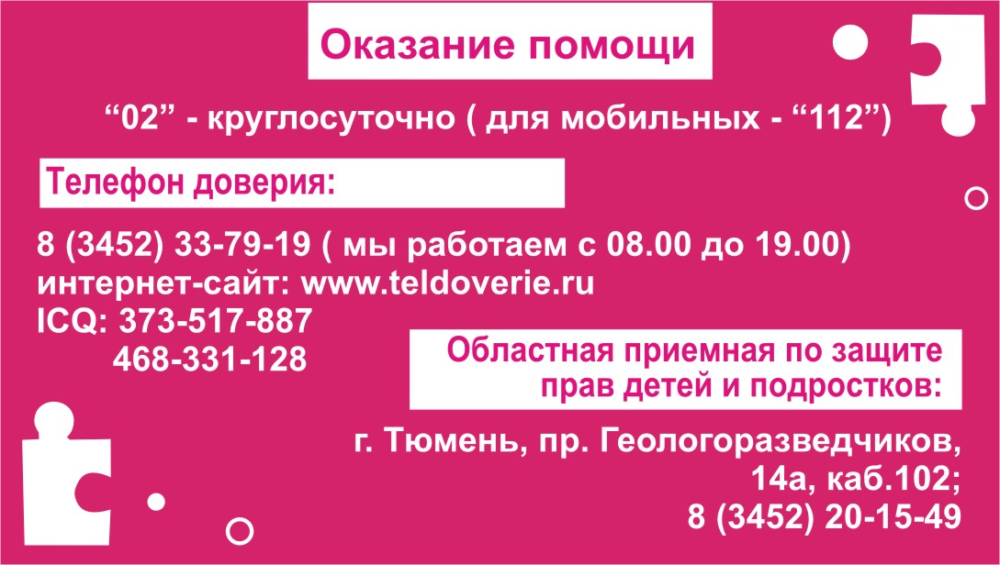 Оказание помощи
“02” - круглосуточно ( для мобильных - “112”)
Телефон доверия:
8 (3452) 33-79-19 ( мы работаем с 08.00 до 19.00)
интернет-сайт: www.teldoverie.ru
ICQ: 373-517-887
468-331-128
Областная приемная по защите
прав детей и подростков:
г. Тюмень, пр. Геологоразведчиков,
14а, каб.102;
8 (3452) 20-15-49